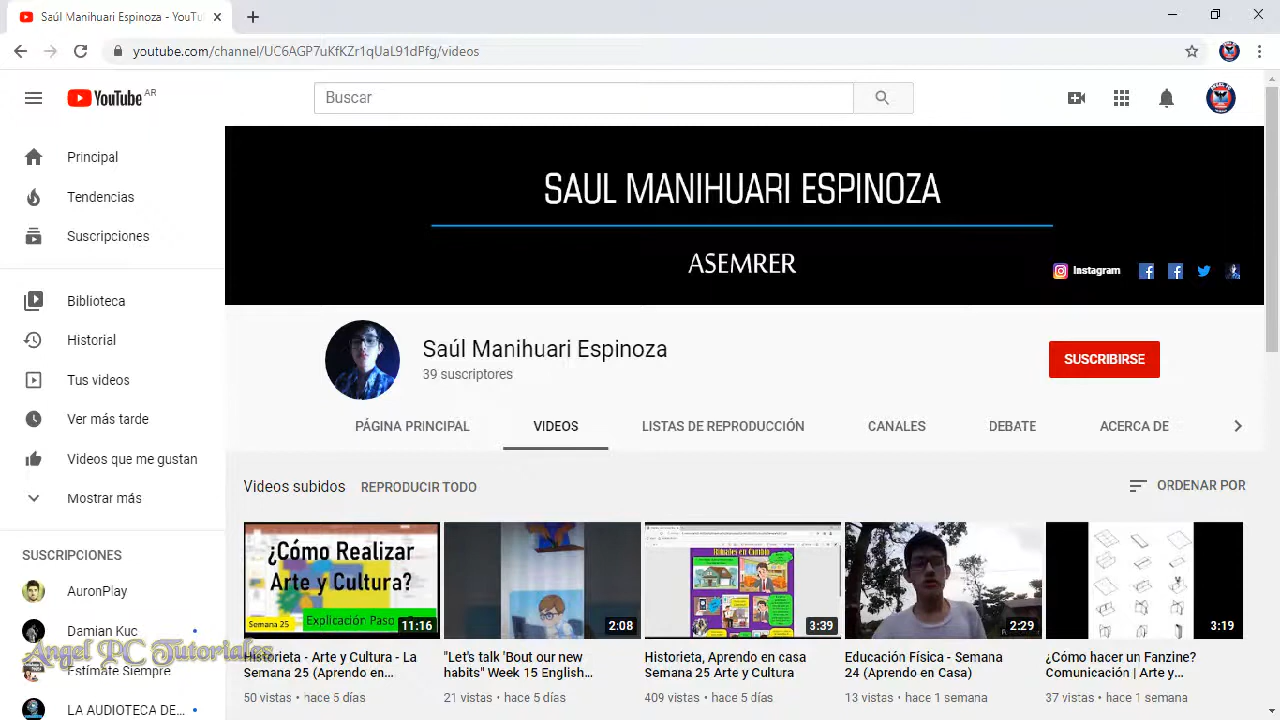 Saúl Manihuari Espinoza - YouTu
youtube.com/channel/UC6AGP7uKfKZr1qUaL91dPfg/videos
YouTube AR
Buscar
Principal
Tendencias
Suscripciones
Biblioteca
Historial
Tus videos
Ver más tarde
Videos que me gustan
Mostrar más
SUSCRIPCIONES
AuronPlay
Damian Kuc
Estímate Siempre
LA AUDIOTECA DE...
Angel PC Tutoriales
SAUL MANIHUARI ESPINOZA
ASEMRER
Instagram
Saúl Manihuari Espinoza
39 suscriptores
SUSCRIBIRSE
PÁGINA PRINCIPAL VIDEOS LISTAS DE REPRODUCCIÓN CANALES DEBATE ACERCA DE
Videos subidos REPRODUCIR TODO ORDENAR POR
¿Cómo Realizar
Arte y Cultura?
Semana 25 Explicación Paso 11:16
Historieta - Arte y Cultura - La
Semana 25 (Aprendo en...
50 vistas • hace 5 días
2:08
"Let's talk 'Bout our new
habits" Week 15 English...
21 vistas • hace 5 días
3:39
Historieta, Aprendo en casa
Semana 25 Arte y Cultura
409 vistas • hace 5 días
2:29
Educación Física - Semana
24 (Aprendo en Casa)
13 vistas • hace 1 semana
3:19
¿Cómo hacer un Fanzine?
Comunicación | Arte y...
37 vistas • hace 1 semana